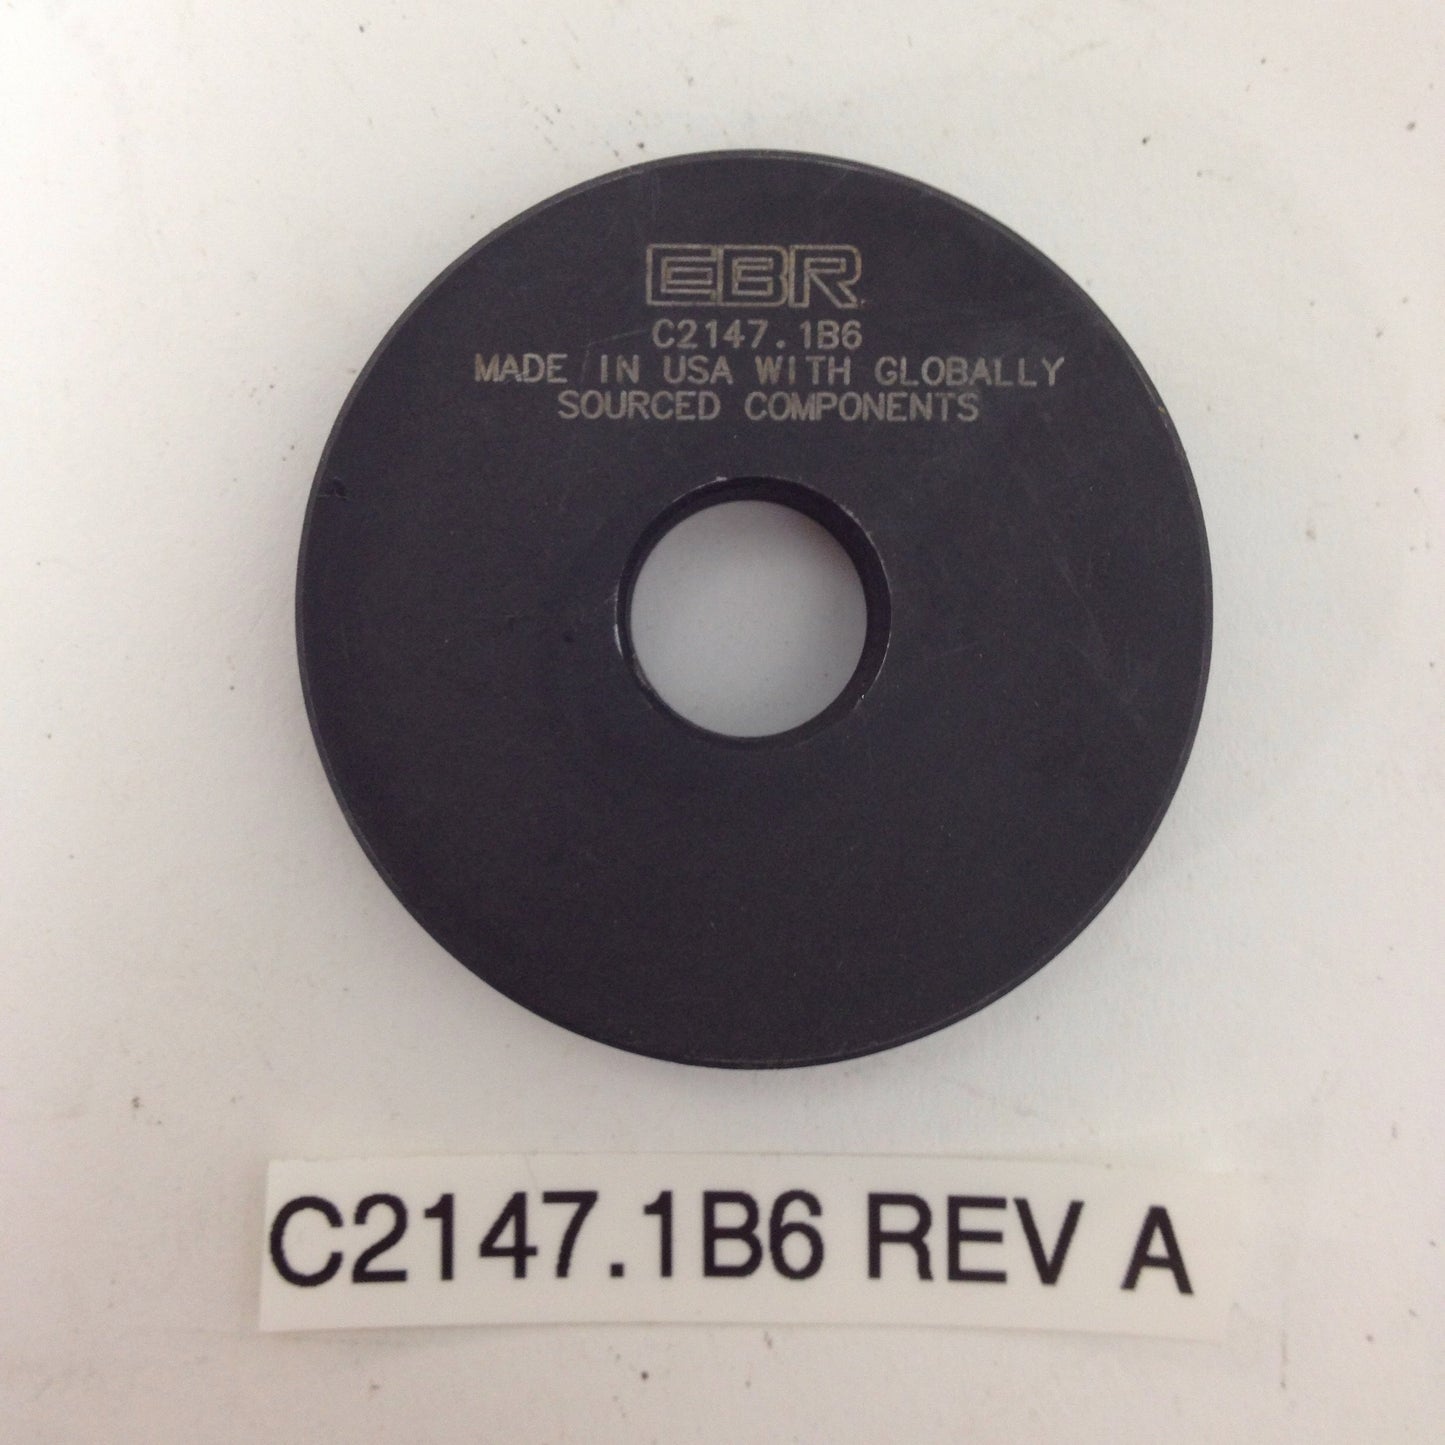 EBR
C2147.1B6
MADE IN USA WITH GLOBALLY
SOURCED COMPONENTS
C2147.1B6 REV A